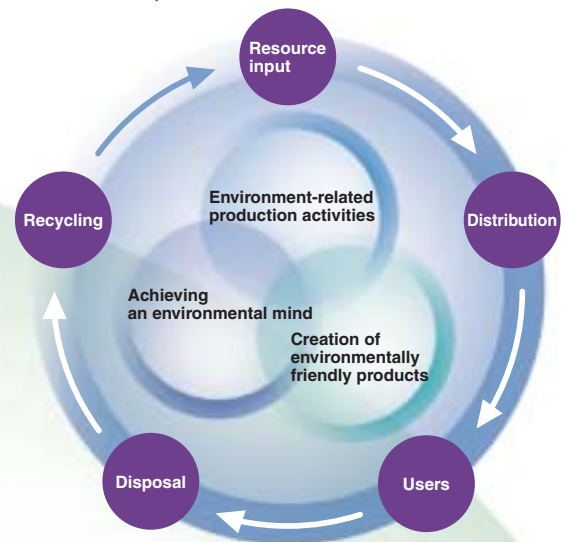 Resource
input
Environment-related
production activities
Recycling
Distribution
Achieving
an environmental mind
Creation of
environmentally
friendly products
Disposal
Users